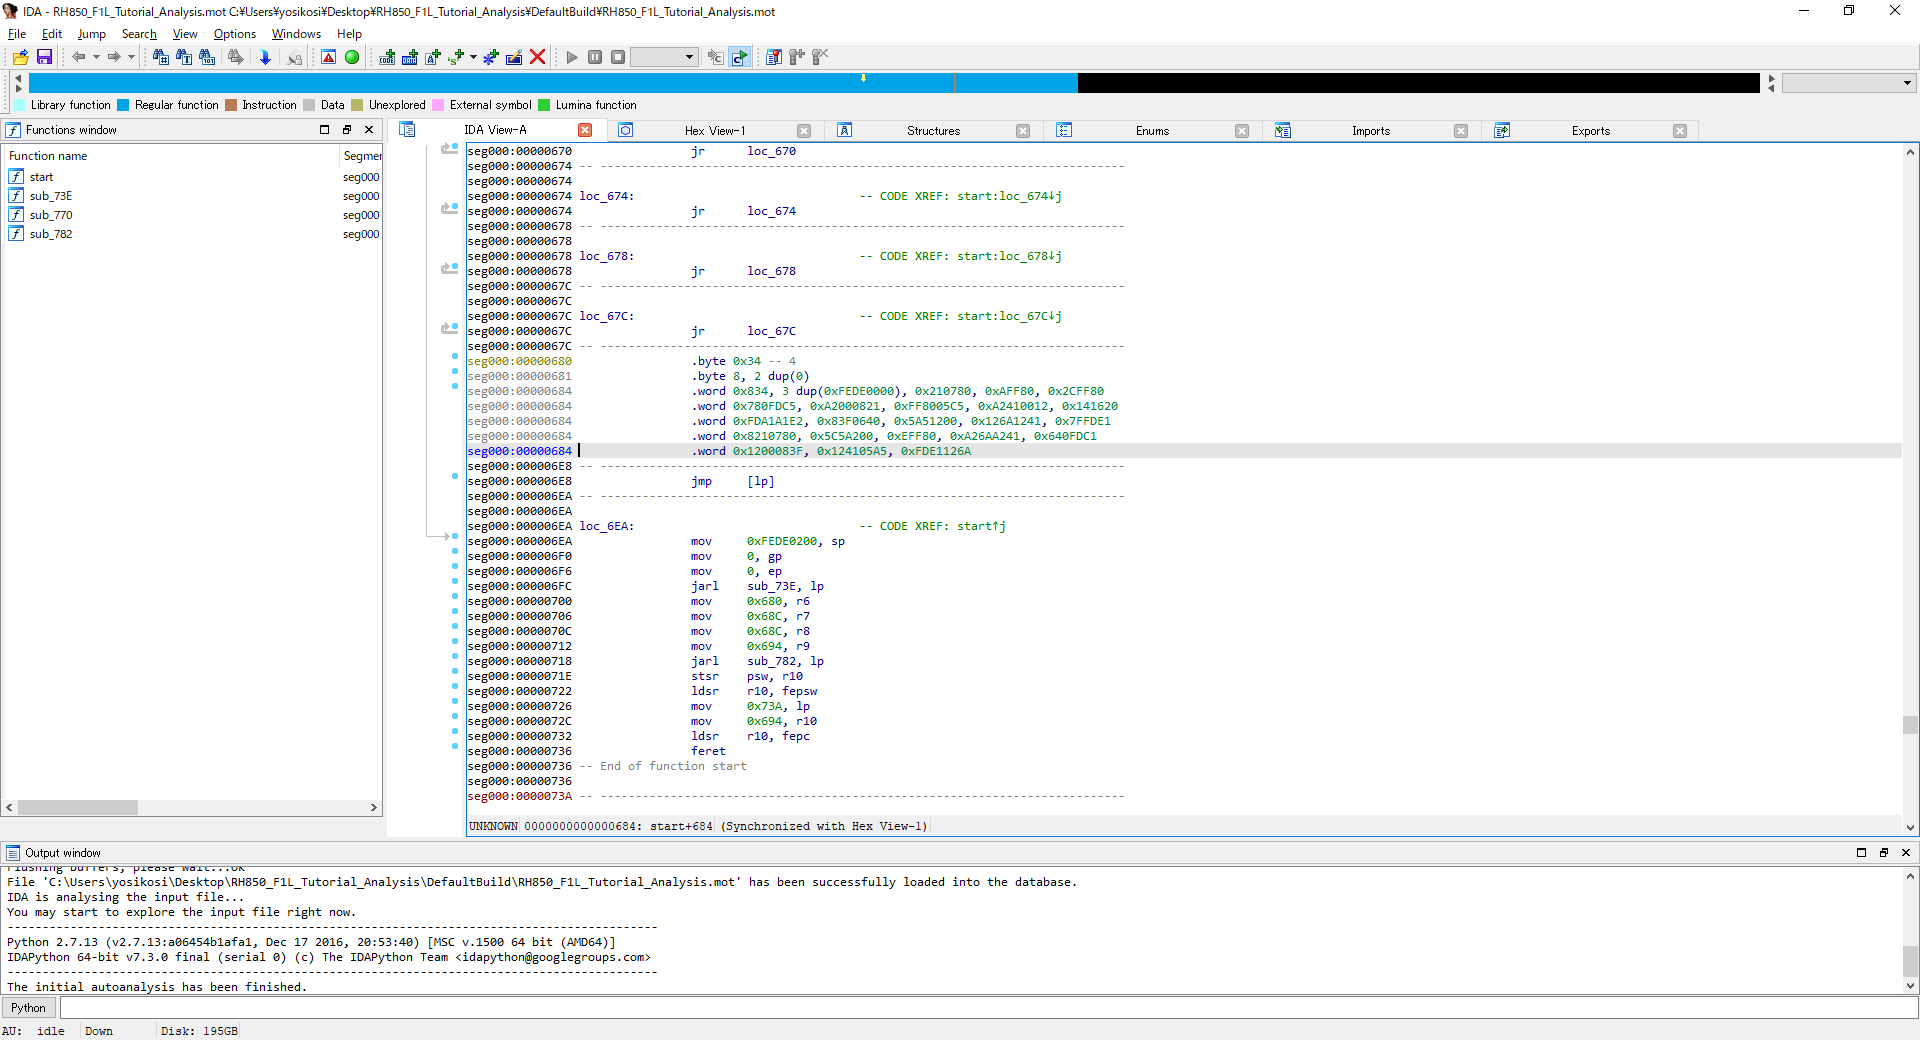 IDA - RH850_F1L_Tutorial_Analysis.mot C:¥Users¥yosikosi¥Desktop¥RH850_F1L_Tutorial_Analysis¥DefaultBuild¥RH850_F1L_Tutorial_Analysis.mot
File Edit Jump Search View Options Windows Help
Library function Regular function Instruction Data Unexplored External symbol Lumina function
Functions window
Function name Segmer
start seg000
sub_73E seg000
sub_770 seg000
sub_782 seg000
IDA View-A Hex View-1 Structures Enums Imports Exports
seg000:00000670 jr loc_670
seg000:00000674 -- ---------------------------------------------------------------------------
seg000:00000674
seg000:00000674 loc_674: -- CODE XREF: start:loc_674↓j
seg000:00000674 jr loc_674
seg000:00000678 -- ---------------------------------------------------------------------------
seg000:00000678
seg000:00000678 loc_678: -- CODE XREF: start:loc_678↓j
seg000:00000678 jr loc_678
seg000:0000067C -- ---------------------------------------------------------------------------
seg000:0000067C
seg000:0000067C loc_67C: -- CODE XREF: start:loc_67C↓j
seg000:0000067C jr loc_67C
seg000:0000067C -- ---------------------------------------------------------------------------
seg000:00000680 .byte 0x34 -- 4
seg000:00000681 .byte 8, 2 dup(0)
seg000:00000684 .word 0x834, 3 dup(0xFEDE0000), 0x210780, 0xAFF80, 0x2CFF80
seg000:00000684 .word 0x780FDC5, 0xA2000821, 0xFF8005C5, 0xA2410012, 0x141620
seg000:00000684 .word 0xFDA1A1E2, 0x83F0640, 0x5A51200, 0x126A1241, 0x7FFDE1
seg000:00000684 .word 0x8210780, 0x5C5A200, 0xEFF80, 0xA26AA241, 0x640FDC1
seg000:00000684 .word 0x1200083F, 0x124105A5, 0xFDE1126A
seg000:000006E8 -- ---------------------------------------------------------------------------
seg000:000006E8 jmp [lp]
seg000:000006EA -- ---------------------------------------------------------------------------
seg000:000006EA
seg000:000006EA loc_6EA: -- CODE XREF: start↑j
seg000:000006EA mov 0xFEDE0200, sp
seg000:000006F0 mov 0, gp
seg000:000006F6 mov 0, ep
seg000:000006FC jarl sub_73E, lp
seg000:00000700 mov 0x680, r6
seg000:00000706 mov 0x68C, r7
seg000:0000070C mov 0x68C, r8
seg000:00000712 mov 0x694, r9
seg000:00000718 jarl sub_782, lp
seg000:0000071E stsr psw, r10
seg000:00000722 ldsr r10, fepsw
seg000:00000726 mov 0x73A, lp
seg000:0000072C mov 0x694, r10
seg000:00000732 ldsr r10, fepc
seg000:00000736 feret
seg000:00000736 -- End of function start
seg000:00000736
seg000:0000073A -- ---------------------------------------------------------------------------
UNKNOWN 0000000000000684: start+684 (Synchronized with Hex View-1)
Output window
Flushing buffers, please wait...ok
File 'C:\Users\yosikosi\Desktop\RH850_F1L_Tutorial_Analysis\DefaultBuild\RH850_F1L_Tutorial_Analysis.mot' has been successfully loaded into the database.
IDA is analysing the input file...
You may start to explore the input file right now.
---------------------------------------------------------------------------------------------
Python 2.7.13 (v2.7.13:a06454b1afa1, Dec 17 2016, 20:53:40) [MSC v.1500 64 bit (AMD64)]
IDAPython 64-bit v7.3.0 final (serial 0) (c) The IDAPython Team <idapython@googlegroups.com>
---------------------------------------------------------------------------------------------
The initial autoanalysis has been finished.
Python
AU: idle Down Disk: 195GB